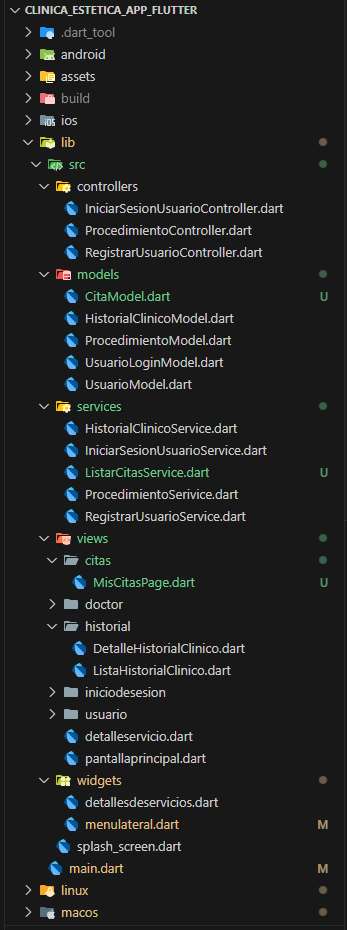 CLINICA_ESTETICA_APP_FLUTTER
.dart_tool
android
assets
build
ios
lib
src
controllers
IniciarSesionUsuarioController.dart
ProcedimientoController.dart
RegistrarUsuarioController.dart
models
CitaModel.dart U
HistorialClinicoModel.dart
ProcedimientoModel.dart
UsuarioLoginModel.dart
UsuarioModel.dart
services
HistorialClinicoService.dart
IniciarSesionUsuarioService.dart
ListarCitasService.dart U
ProcedimientoSerivice.dart
RegistrarUsuarioService.dart
views
citas
MisCitasPage.dart U
doctor
historial
DetalleHistorialClinico.dart
ListaHistorialClinico.dart
iniciodesesion
usuario
detalleservicio.dart
pantallaprincipal.dart
widgets
detallesdeservicios.dart
menulateral.dart M
splash_screen.dart
main.dart M
linux
macos